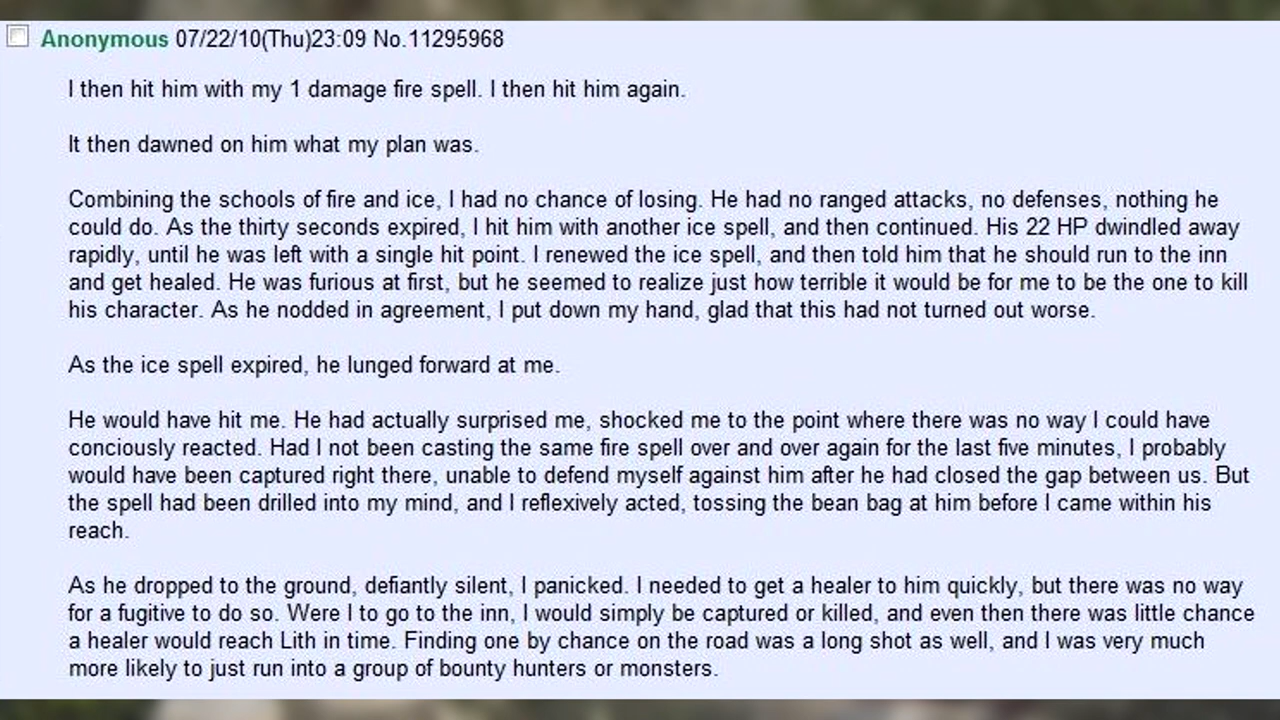 Anonymous 07/22/10(Thu)23:09 No.11295968
I then hit him with my 1 damage fire spell. I then hit him again.
It then dawned on him what my plan was.
Combining the schools of fire and ice, I had no chance of losing. He had no ranged attacks, no defenses, nothing he
could do. As the thirty seconds expired, I hit him with another ice spell, and then continued. His 22 HP dwindled away
rapidly, until he was left with a single hit point. I renewed the ice spell, and then told him that he should run to the inn
and get healed. He was furious at first, but he seemed to realize just how terrible it would be for me to be the one to kill
his character. As he nodded in agreement, I put down my hand, glad that this had not turned out worse.
As the ice spell expired, he lunged forward at me.
He would have hit me. He had actually surprised me, shocked me to the point where there was no way I could have
conciously reacted. Had I not been casting the same fire spell over and over again for the last five minutes, I probably
would have been captured right there, unable to defend myself against him after he had closed the gap between us. But
the spell had been drilled into my mind, and I reflexively acted, tossing the bean bag at him before I came within his
reach.
As he dropped to the ground, defiantly silent, I panicked. I needed to get a healer to him quickly, but there was no way
for a fugitive to do so. Were I to go to the inn, I would simply be captured or killed, and even then there was little chance
a healer would reach Lith in time. Finding one by chance on the road was a long shot as well, and I was very much
more likely to just run into a group of bounty hunters or monsters.